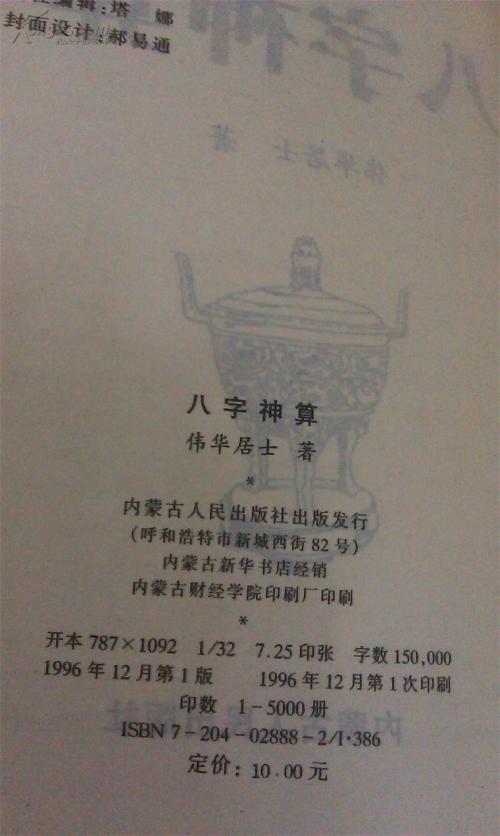 编辑：塔 娜
封面设计：郝易通
八字神算
伟华居士 著
*
内蒙古人民出版社出版发行
（呼和浩特市新城西街82号）
内蒙古新华书店经销
内蒙古财经学院印刷厂印刷
*
开本 787×1092 1/32 7.25印张 字数 150,000
1996年12月第1版 1996年12月第1次印刷
印数 1-5000册
ISBN 7-204-02888-2/I·386
定价：10.00元